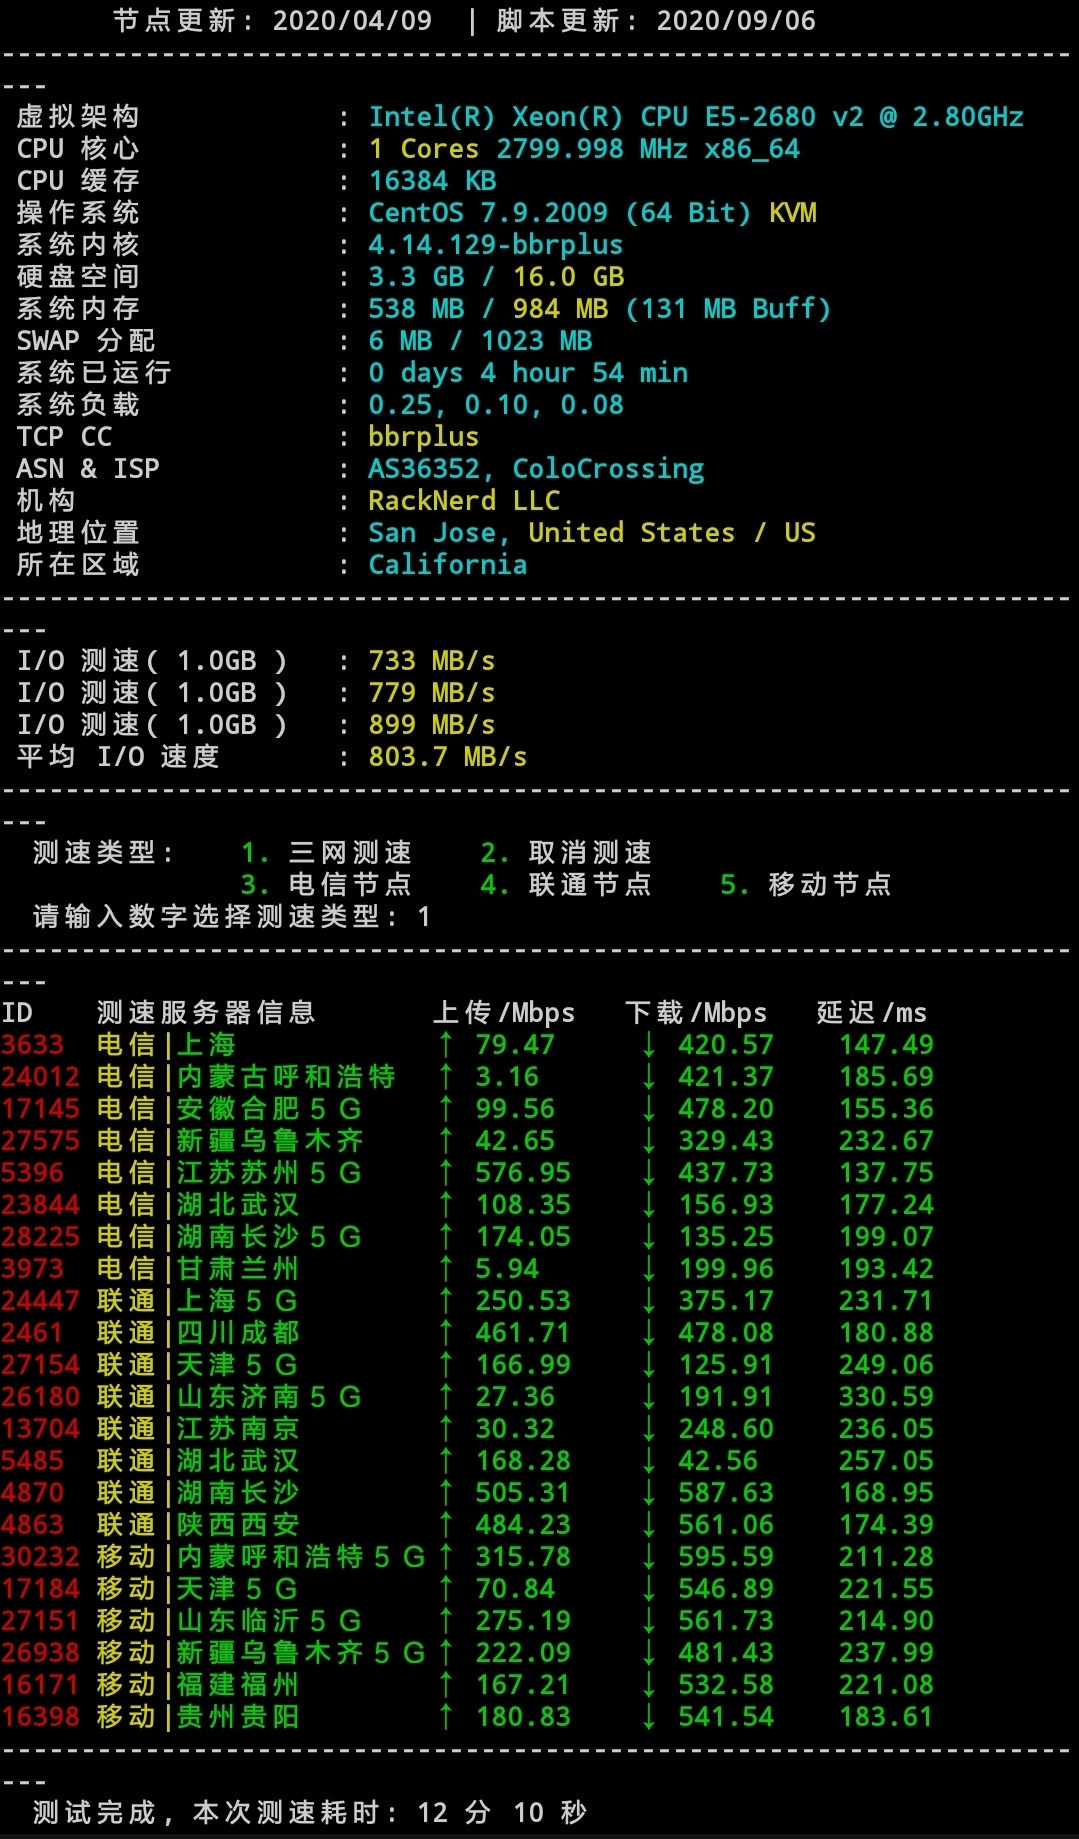 节点更新: 2020/04/09 | 脚本更新: 2020/09/06
----------------------------------------------------------------------
---
虚拟架构 : Intel(R) Xeon(R) CPU E5-2680 v2 @ 2.80GHz
CPU 核心 : 1 Cores 2799.998 MHz x86_64
CPU 缓存 : 16384 KB
操作系统 : CentOS 7.9.2009 (64 Bit) KVM
系统内核 : 4.14.129-bbrplus
硬盘空间 : 3.3 GB / 16.0 GB
系统内存 : 538 MB / 984 MB (131 MB Buff)
SWAP 分配 : 6 MB / 1023 MB
系统已运行 : 0 days 4 hour 54 min
系统负载 : 0.25, 0.10, 0.08
TCP CC : bbrplus
ASN & ISP : AS36352, ColoCrossing
机构 : RackNerd LLC
地理位置 : San Jose, United States / US
所在区域 : California
----------------------------------------------------------------------
---
I/O 测速( 1.0GB ) : 733 MB/s
I/O 测速( 1.0GB ) : 779 MB/s
I/O 测速( 1.0GB ) : 899 MB/s
平均 I/O 速度 : 803.7 MB/s
----------------------------------------------------------------------
---
测速类型: 1. 三网测速 2. 取消测速
3. 电信节点 4. 联通节点 5. 移动节点
请输入数字选择测速类型: 1
----------------------------------------------------------------------
---
ID 测速服务器信息 上传/Mbps 下载/Mbps 延迟/ms
3633 电信|上海 ↑ 79.47 ↓ 420.57 147.49
24012 电信|内蒙古呼和浩特 ↑ 3.16 ↓ 421.37 185.69
17145 电信|安徽合肥5G ↑ 99.56 ↓ 478.20 155.36
27575 电信|新疆乌鲁木齐 ↑ 42.65 ↓ 329.43 232.67
5396 电信|江苏苏州5G ↑ 576.95 ↓ 437.73 137.75
23844 电信|湖北武汉 ↑ 108.35 ↓ 156.93 177.24
28225 电信|湖南长沙5G ↑ 174.05 ↓ 135.25 199.07
3973 电信|甘肃兰州 ↑ 5.94 ↓ 199.96 193.42
24447 联通|上海5G ↑ 250.53 ↓ 375.17 231.71
2461 联通|四川成都 ↑ 461.71 ↓ 478.08 180.88
27154 联通|天津5G ↑ 166.99 ↓ 125.91 249.06
26180 联通|山东济南5G ↑ 27.36 ↓ 191.91 330.59
13704 联通|江苏南京 ↑ 30.32 ↓ 248.60 236.05
5485 联通|湖北武汉 ↑ 168.28 ↓ 42.56 257.05
4870 联通|湖南长沙 ↑ 505.31 ↓ 587.63 168.95
4863 联通|陕西西安 ↑ 484.23 ↓ 561.06 174.39
30232 移动|内蒙呼和浩特5G ↑ 315.78 ↓ 595.59 211.28
17184 移动|天津5G ↑ 70.84 ↓ 546.89 221.55
27151 移动|山东临沂5G ↑ 275.19 ↓ 561.73 214.90
26938 移动|新疆乌鲁木齐5G ↑ 222.09 ↓ 481.43 237.99
16171 移动|福建福州 ↑ 167.21 ↓ 532.58 221.08
16398 移动|贵州贵阳 ↑ 180.83 ↓ 541.54 183.61
----------------------------------------------------------------------
---
测试完成, 本次测速耗时: 12 分 10 秒